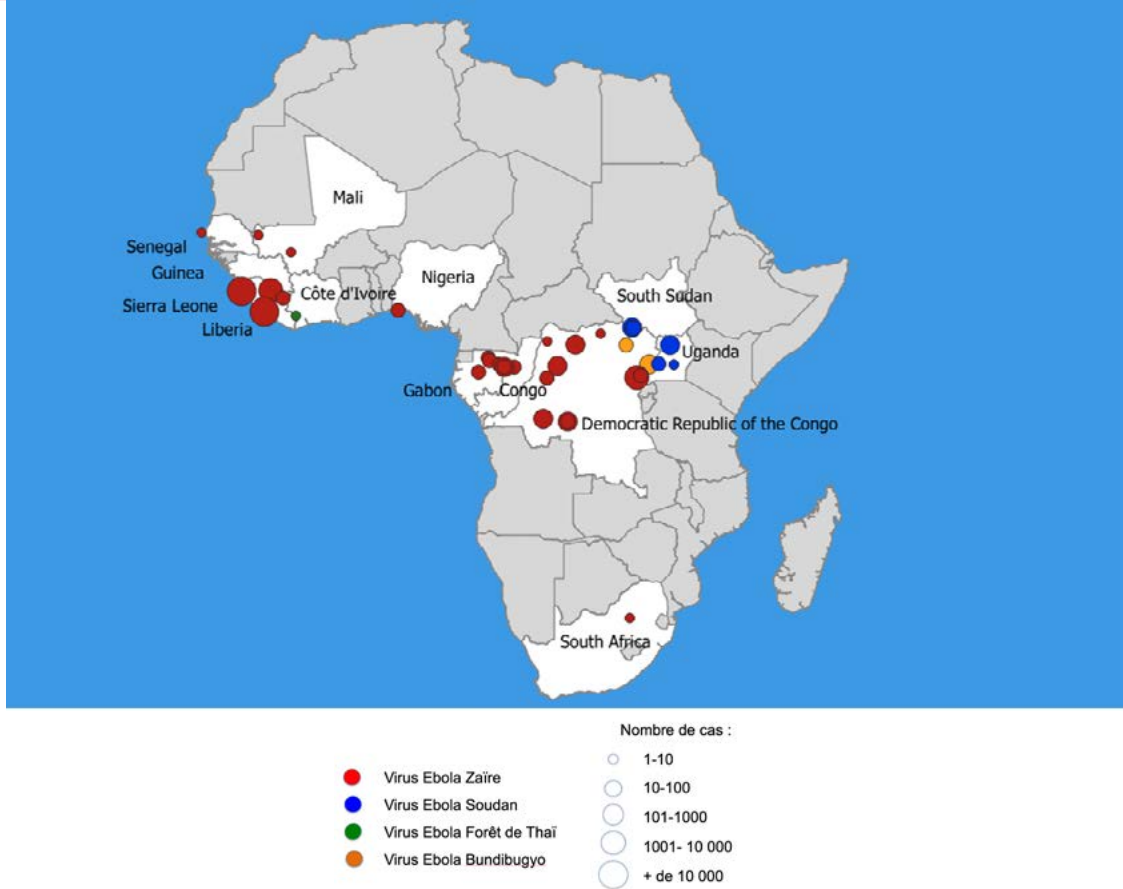 Mali
Senegal
Nigeria
Guinea
Côte d'Ivoire
South Sudan
Sierra Leone
Liberia
Uganda
Gabon
Congo
Democratic Republic of the Congo
South Africa
Nombre de cas :
1-10
Virus Ebola Zaïre
10-100
Virus Ebola Soudan
101-1000
Virus Ebola Forêt de Thaï
1001- 10 000
Virus Ebola Bundibugyo
+ de 10 000